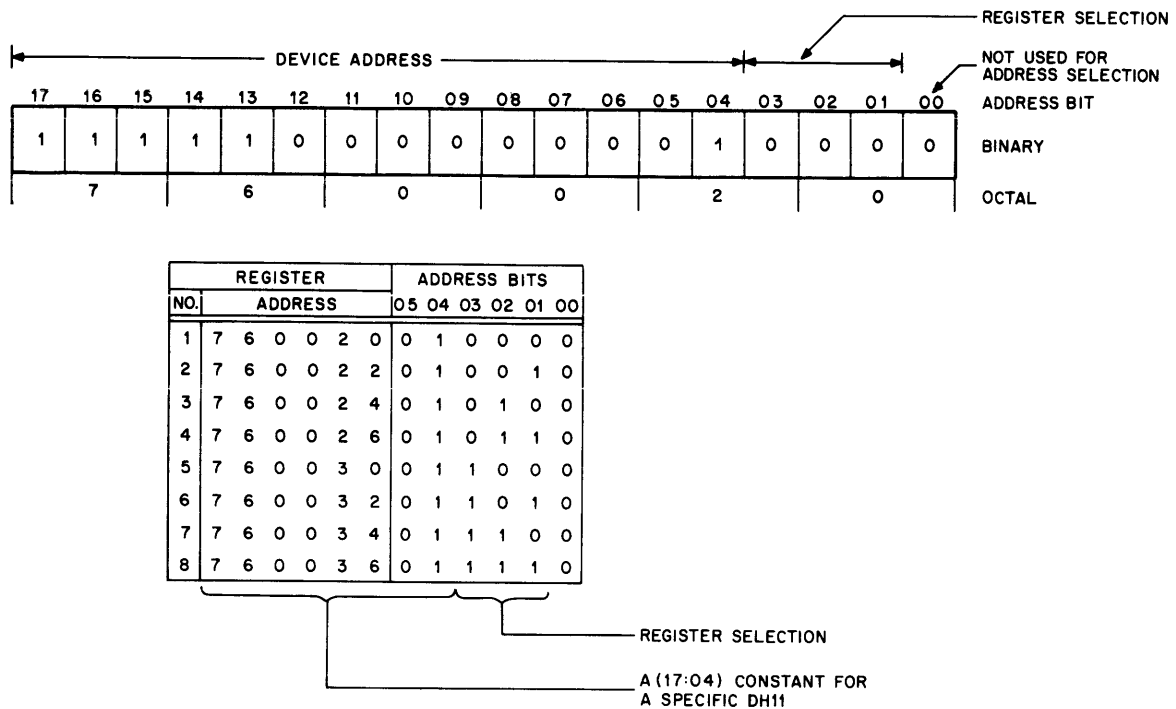 REGISTER SELECTION
DEVICE ADDRESS
NOT USED FOR
ADDRESS SELECTION
17 16 15 14 13 12 11 10 09 08 07 06 05 04 03 02 01 00 ADDRESS BIT
1 1 1 1 1 0 0 0 0 0 0 0 0 1 0 0 0 0 BINARY
7 6 0 0 2 0 OCTAL
REGISTER ADDRESS BITS
NO. ADDRESS 05 04 03 02 01 00
1 7 6 0 0 2 0 0 1 0 0 0 0
2 7 6 0 0 2 2 0 1 0 0 1 0
3 7 6 0 0 2 4 0 1 0 1 0 0
4 7 6 0 0 2 6 0 1 0 1 1 0
5 7 6 0 0 3 0 0 1 1 0 0 0
6 7 6 0 0 3 2 0 1 1 0 1 0
7 7 6 0 0 3 4 0 1 1 1 0 0
8 7 6 0 0 3 6 0 1 1 1 1 0
REGISTER SELECTION
A (17:04) CONSTANT FOR
A SPECIFIC DH11